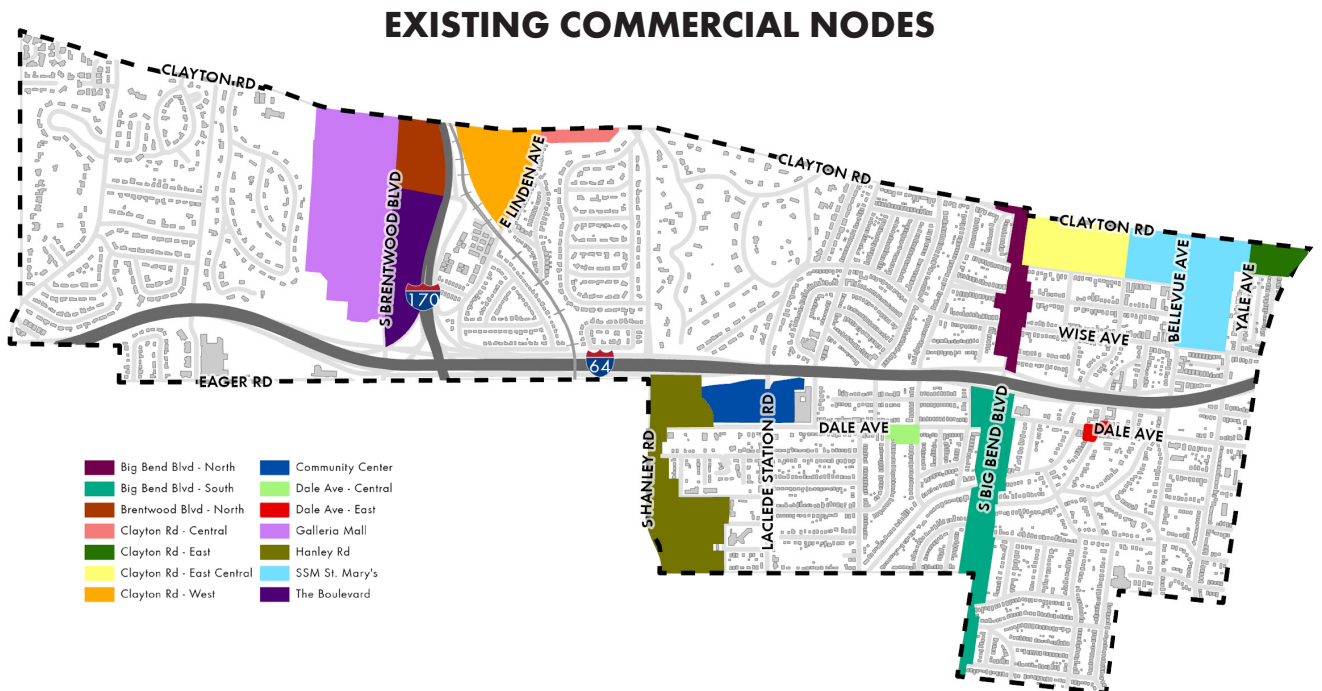 EXISTING COMMERCIAL NODES
CLAYTON RD
CLAYTON RD
CLAYTON RD
S BRENTWOOD BLVD
E LINDEN AVE
170
64
EAGER RD
S HANLEY RD
LACLEDE STATION RD
DALE AVE
S BIG BEND BLVD
DALE AVE
WISE AVE
BELLEVUE AVE
YALE AVE
Big Bend Blvd - North
Big Bend Blvd - South
Brentwood Blvd - North
Clayton Rd - Central
Clayton Rd - East
Clayton Rd - East Central
Clayton Rd - West
Community Center
Dale Ave - Central
Dale Ave - East
Galleria Mall
Hanley Rd
SSM St. Mary's
The Boulevard